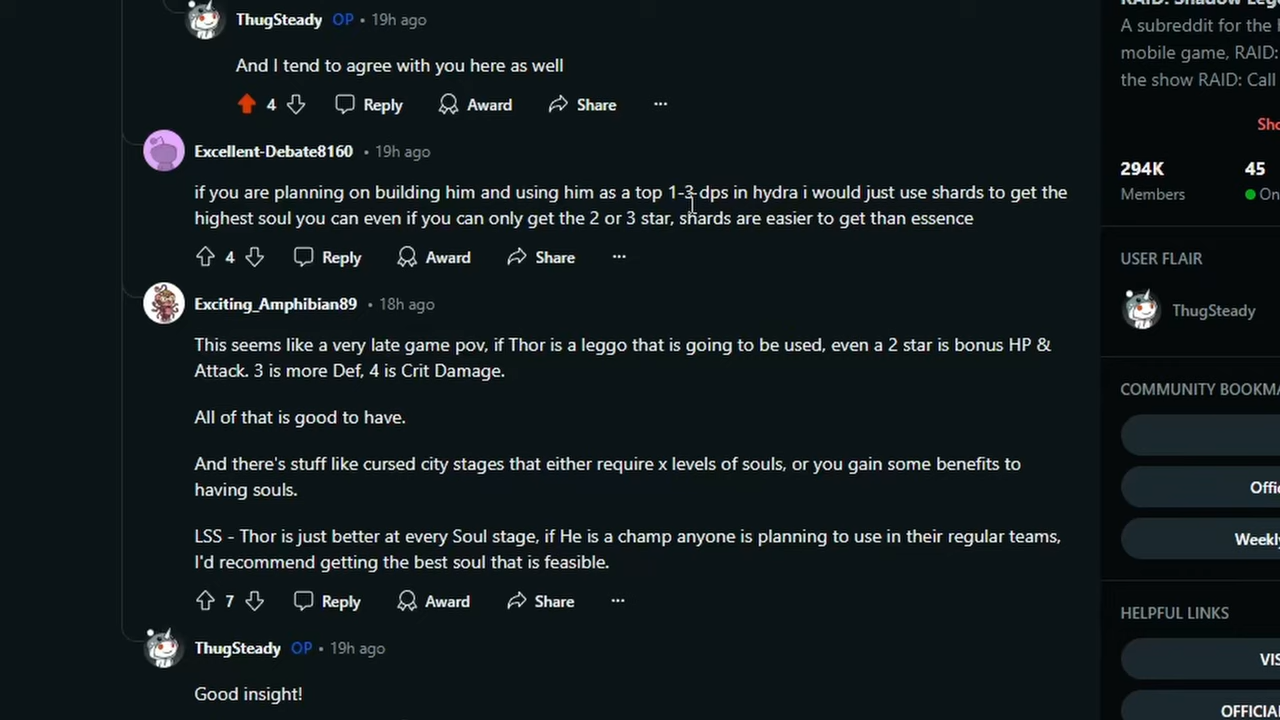 ThugSteady OP • 19h ago
And I tend to agree with you here as well
4 Reply Award Share ...
Excellent-Debate8160 • 19h ago
if you are planning on building him and using him as a top 1-3 dps in hydra i would just use shards to get the
highest soul you can even if you can only get the 2 or 3 star, shards are easier to get than essence
4 Reply Award Share ...
Exciting_Amphibian89 • 18h ago
This seems like a very late game pov, if Thor is a leggo that is going to be used, even a 2 star is bonus HP &
Attack. 3 is more Def, 4 is Crit Damage.
All of that is good to have.
And there's stuff like cursed city stages that either require x levels of souls, or you gain some benefits to
having souls.
LSS - Thor is just better at every Soul stage, if He is a champ anyone is planning to use in their regular teams,
I'd recommend getting the best soul that is feasible.
7 Reply Award Share ...
ThugSteady OP • 19h ago
Good insight!
RAID: Shadow Leg
A subreddit for the
mobile game, RAID:
the show RAID: Call
Sho
294K 45
Members On
USER FLAIR
ThugSteady
COMMUNITY BOOKMA
Offi
Weekl
HELPFUL LINKS
VIS
OFFICIA